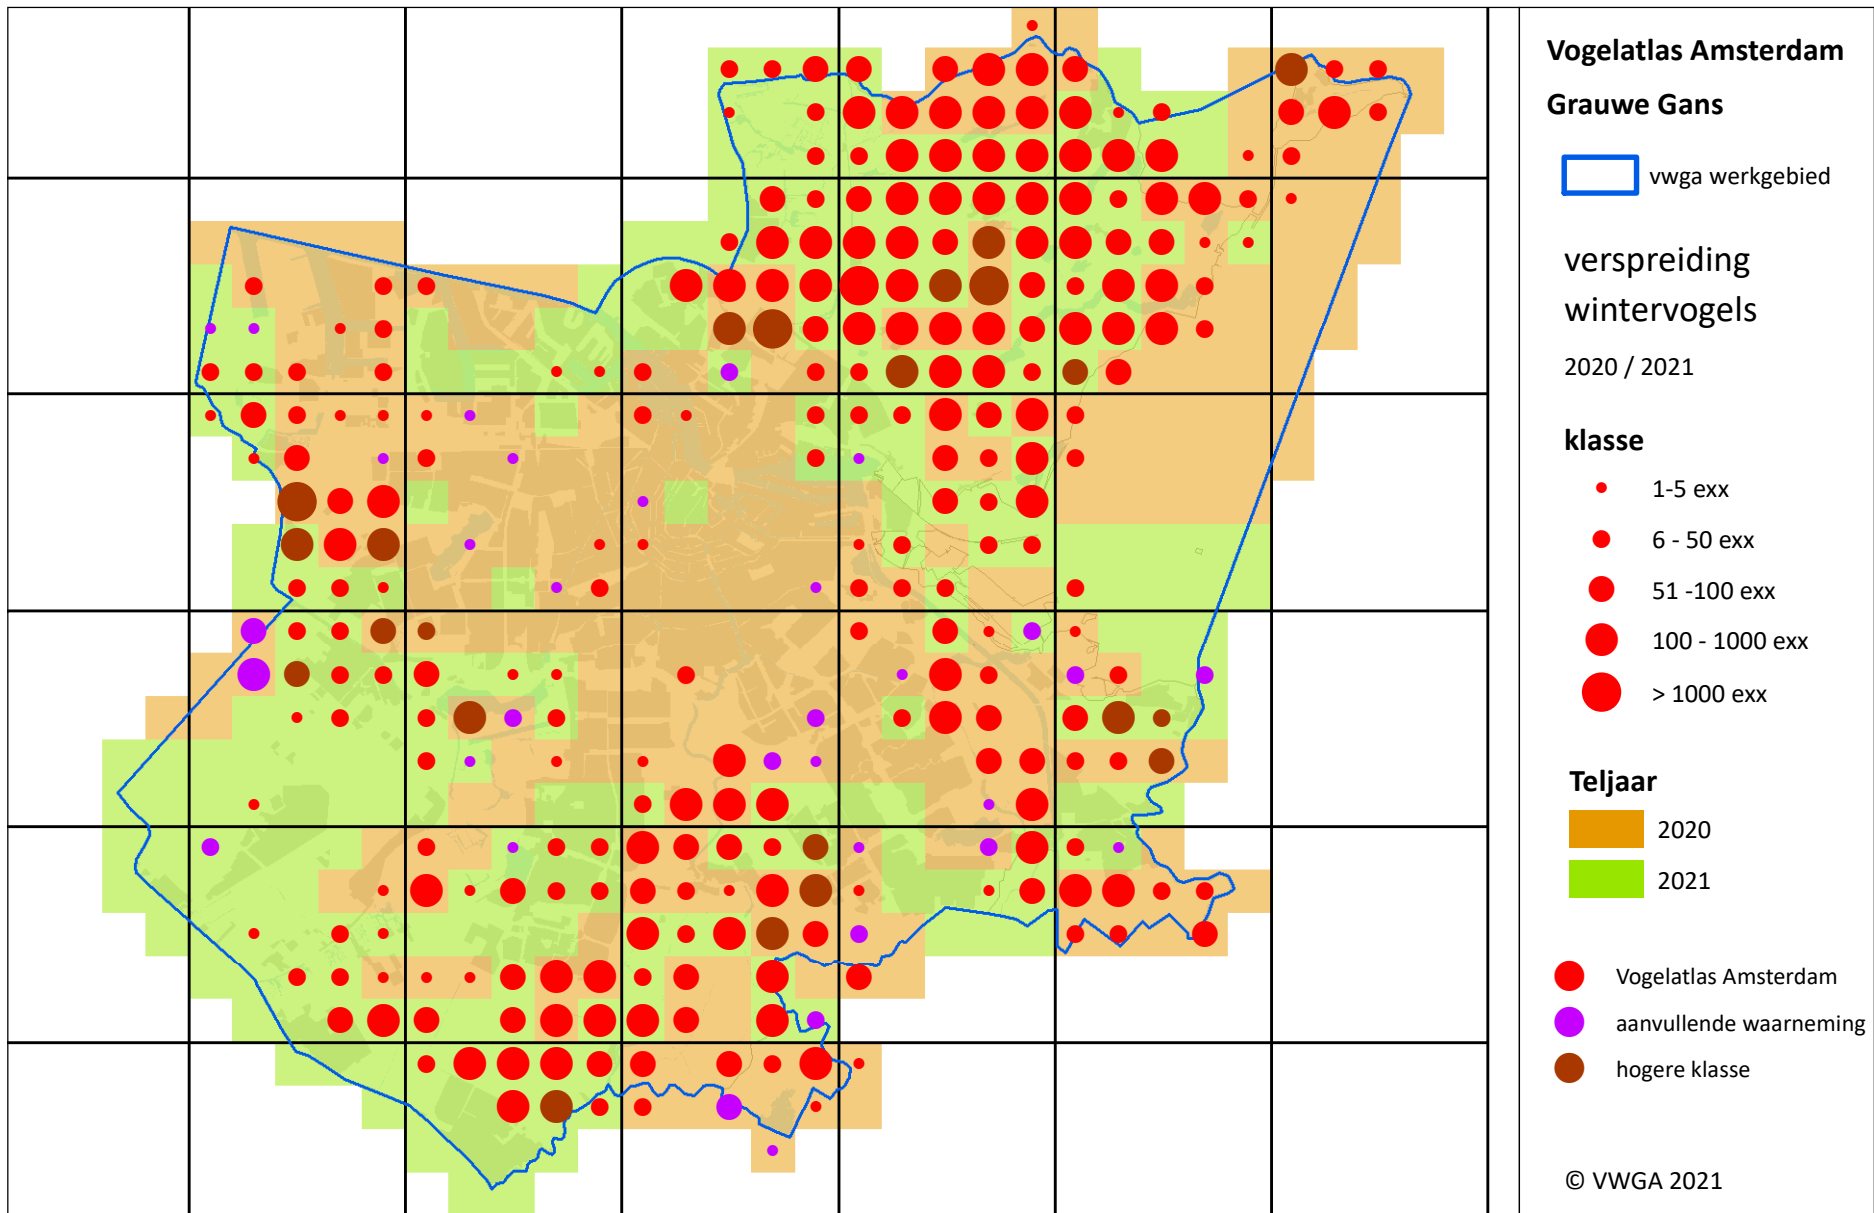 Vogelatlas Amsterdam
Grauwe Gans
vwga werkgebied
verspreiding
wintervogels
2020 / 2021
klasse
1-5 exx
6 - 50 exx
51 -100 exx
100 - 1000 exx
> 1000 exx
Teljaar
2020
2021
Vogelatlas Amsterdam
aanvullende waarneming
hogere klasse
© VWGA 2021